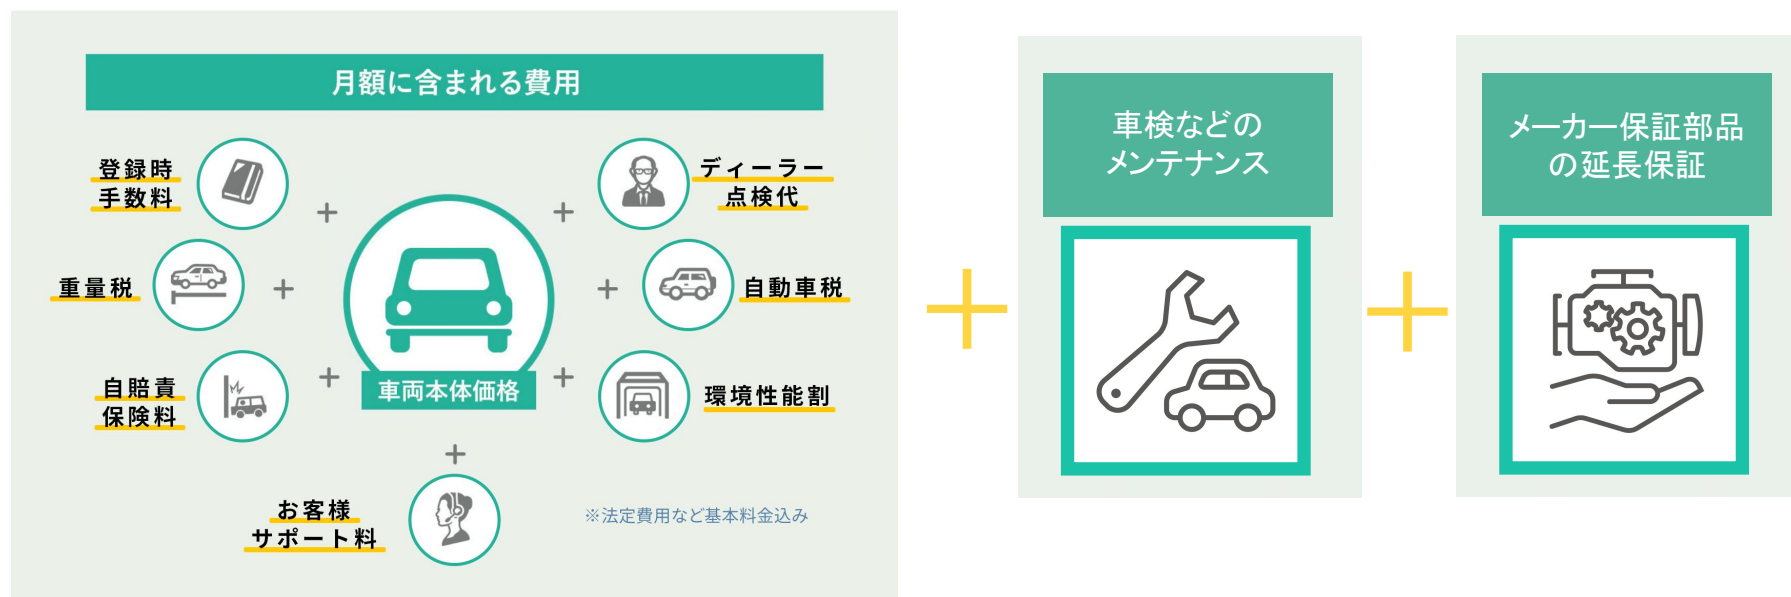 月額に含まれる費用
登録時
手数料
ディーラー
点検代
重量税
自動車税
自賠責
保険料
車両本体価格
環境性能割
お客様
サポート料
※法定費用など基本料金込み
車検などの
メンテナンス
メーカー保証部品
の延長保証